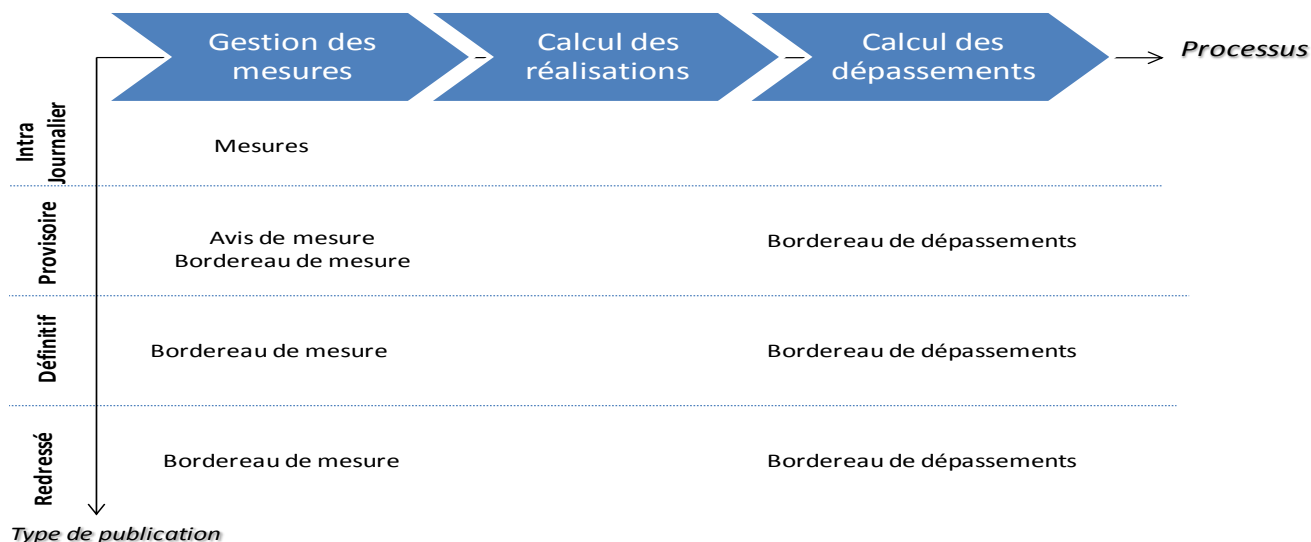 Gestion des
mesures
Calcul des
réalisations
Calcul des
dépassements
Processus
Intra
Journalier
Mesures
Provisoire
Avis de mesure
Bordereau de mesure
Bordereau de dépassements
Définitif
Bordereau de mesure
Bordereau de dépassements
Redressé
Bordereau de mesure
Bordereau de dépassements
Type de publication